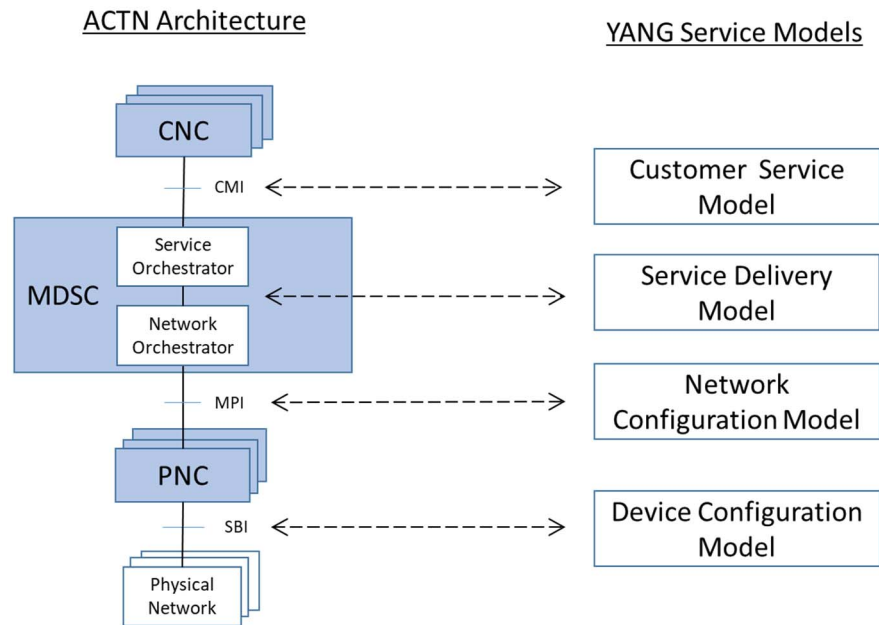 ACTN Architecture
YANG Service Models
CNC
CMI
Customer Service
Model
Service
Orchestrator
MDSC
Service Delivery
Model
Network
Orchestrator
MPI
Network
Configuration Model
PNC
SBI
Device Configuration
Model
Physical
Network